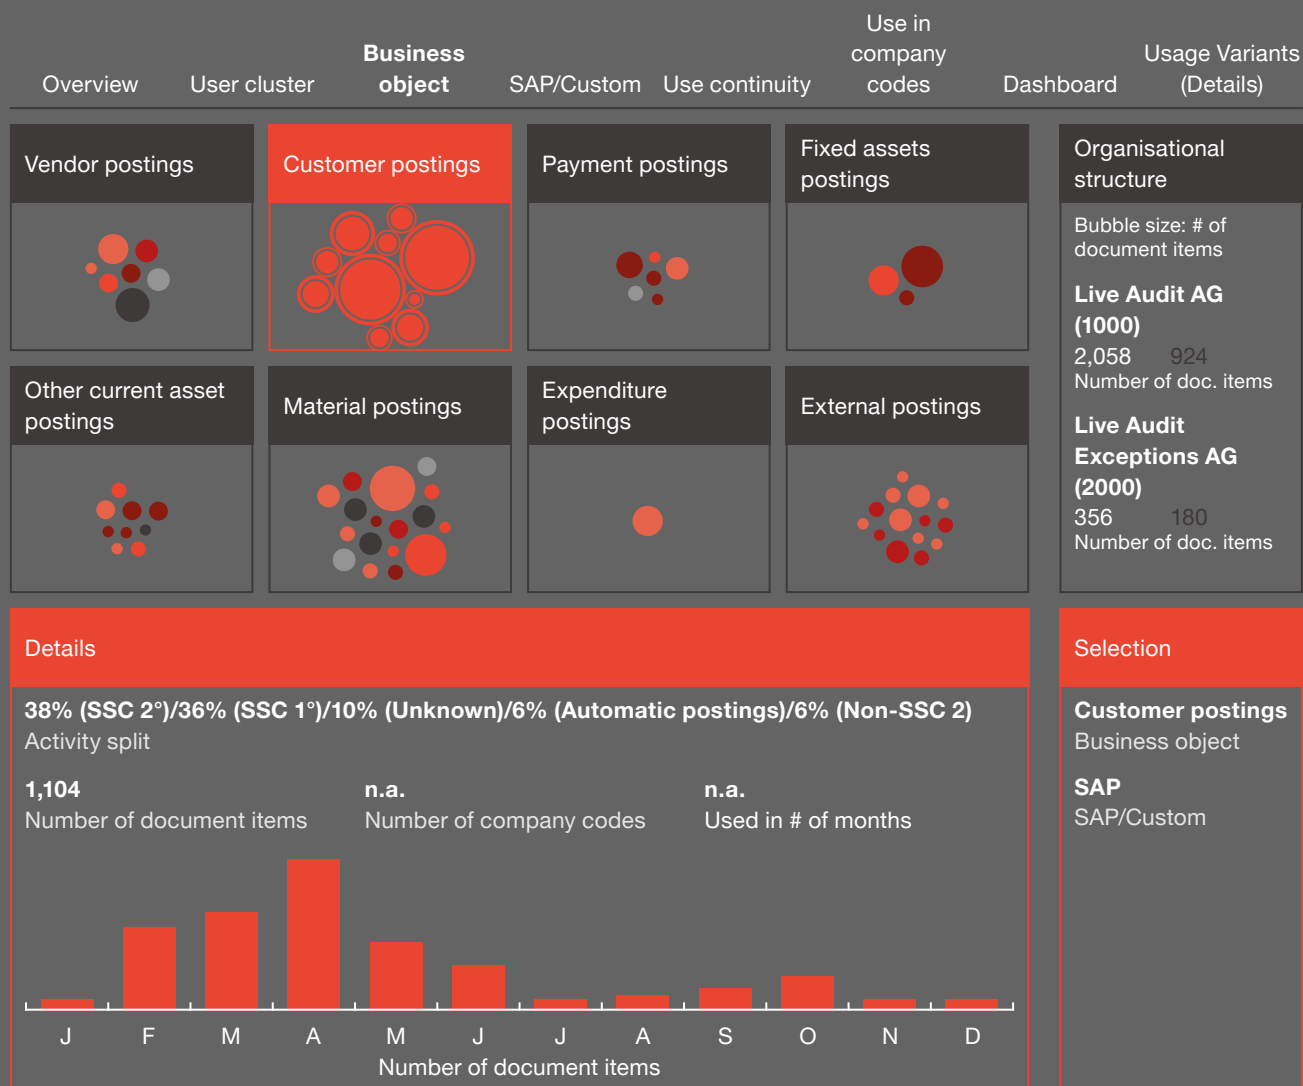 Overview
User cluster
Business
object
SAP/Custom
Use continuity
Use in
company
codes
Dashboard
Usage Variants
(Details)
Vendor postings
Customer postings
Payment postings
Fixed assets
postings
Organisational
structure
Bubble size: # of
document items
Live Audit AG
(1000)
2,058 924
Number of doc. items
Live Audit
Exceptions AG
(2000)
356 180
Number of doc. items
Other current asset
postings
Material postings
Expenditure
postings
External postings
Details
38% (SSC 2°)/36% (SSC 1°)/10% (Unknown)/6% (Automatic postings)/6% (Non-SSC 2)
Activity split
1,104
Number of document items
n.a.
Number of company codes
n.a.
Used in # of months
J F M A M J J A S O N D
Number of document items
Selection
Customer postings
Business object
SAP
SAP/Custom